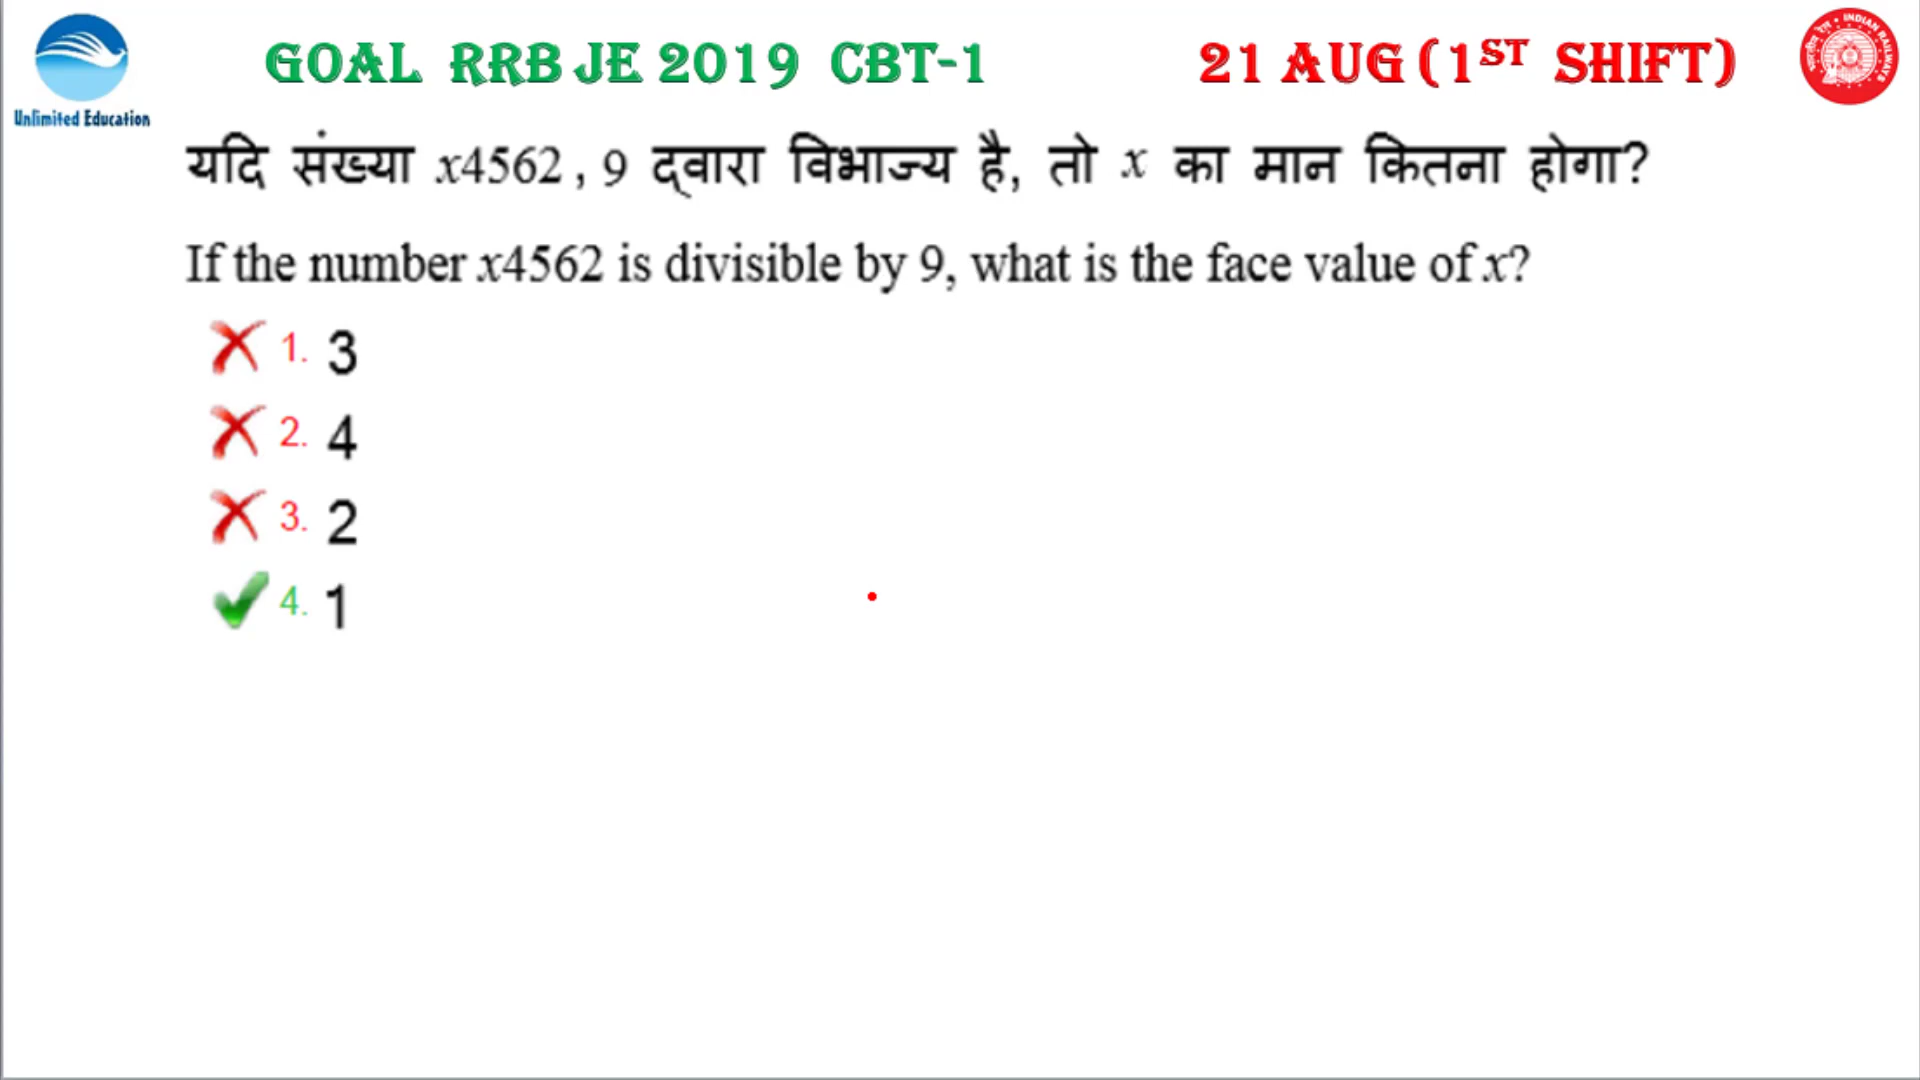 GOAL RRB JE 2019 CBT-1 21 AUG (1ST SHIFT)
Unlimited Education
INDIAN RAILWAYS
यदि संख्या x4562, 9 द्वारा विभाज्य है, तो x का मान कितना होगा?
If the number x4562 is divisible by 9, what is the face value of x?
1. 3
2. 4
3. 2
4. 1